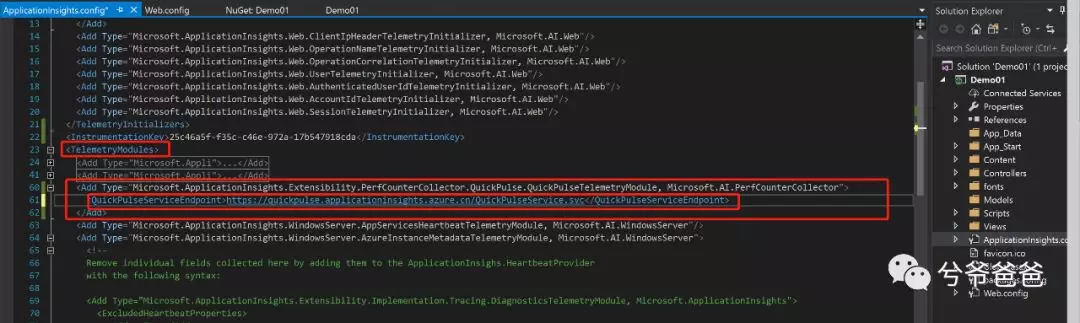 ApplicationInsights.config*
Web.config
NuGet: Demo01
Demo01
13 </Add>
14 <Add Type="Microsoft.ApplicationInsights.Web.ClientIpHeaderTelemetryInitializer, Microsoft.AI.Web"/>
15 <Add Type="Microsoft.ApplicationInsights.Web.OperationNameTelemetryInitializer, Microsoft.AI.Web"/>
16 <Add Type="Microsoft.ApplicationInsights.Web.OperationCorrelationTelemetryInitializer, Microsoft.AI.Web"/>
17 <Add Type="Microsoft.ApplicationInsights.Web.UserTelemetryInitializer, Microsoft.AI.Web"/>
18 <Add Type="Microsoft.ApplicationInsights.Web.AuthenticatedUserIdTelemetryInitializer, Microsoft.AI.Web"/>
19 <Add Type="Microsoft.ApplicationInsights.Web.AccountIdTelemetryInitializer, Microsoft.AI.Web"/>
20 <Add Type="Microsoft.ApplicationInsights.Web.SessionTelemetryInitializer, Microsoft.AI.Web"/>
21 </TelemetryInitializers>
22 <InstrumentationKey>25c46a5f-f35c-c46e-972a-17b547918cda</InstrumentationKey>
23 <TelemetryModules>
24 <Add Type="Microsoft.Appli">...</Add>
41 <Add Type="Microsoft.Appli">...</Add>
60 <Add Type="Microsoft.ApplicationInsights.Extensibility.PerfCounterCollector.QuickPulse.QuickPulseTelemetryModule, Microsoft.AI.PerfCounterCollector">
61 <QuickPulseServiceEndpoint>https://quickpulse.applicationinsights.azure.cn/QuickPulseService.svc</QuickPulseServiceEndpoint>
62 </Add>
63 <Add Type="Microsoft.ApplicationInsights.WindowsServer.AppServicesHeartbeatTelemetryModule, Microsoft.AI.WindowsServer"/>
64 <Add Type="Microsoft.ApplicationInsights.WindowsServer.AzureInstanceMetadataTelemetryModule, Microsoft.AI.WindowsServer">
65 <!--
66 Remove individual fields collected here by adding them to the ApplicationInsighs.HeartbeatProvider
67 with the following syntax:
68
69 <Add Type="Microsoft.ApplicationInsights.Extensibility.Implementation.Tracing.DiagnosticsTelemetryModule, Microsoft.ApplicationInsights">
70 <ExcludedHeartbeatProperties>
Solution Explorer
Search Solution Explorer (Ctrl+
Solution 'Demo01' (1 projec
Demo01
Connected Services
Properties
References
App_Data
App_Start
Content
Controllers
fonts
Models
Scripts
Views
ApplicationInsights.co
favicon.ico
Web.config
兮爷爸爸